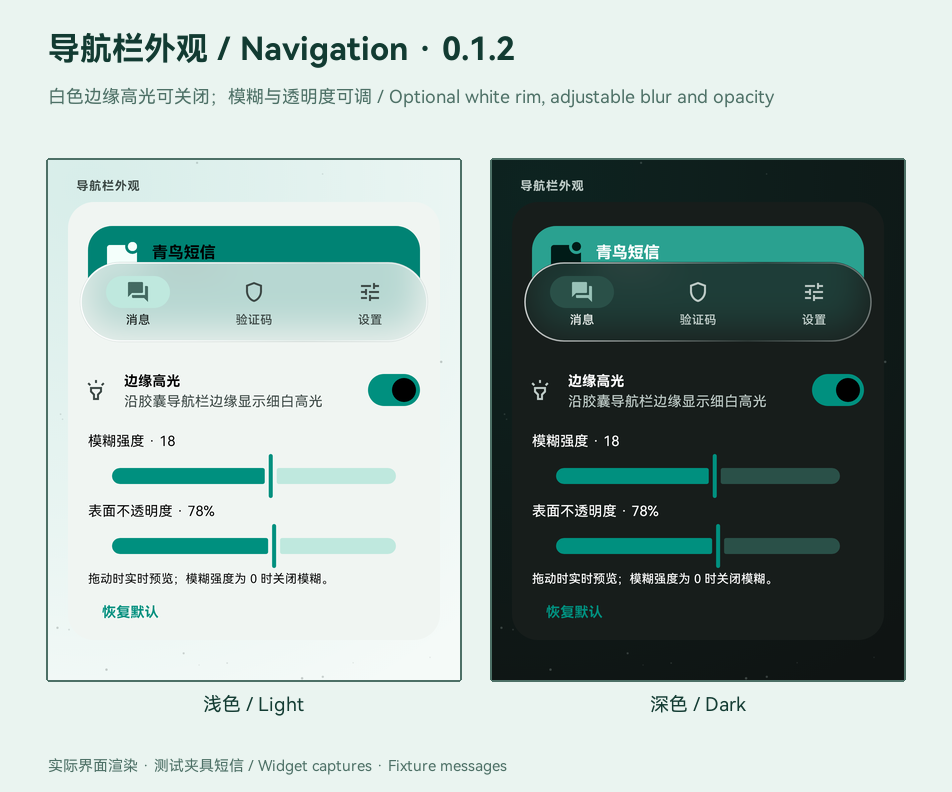 导航栏外观 / Navigation · 0.1.2
白色边缘高光可关闭；模糊与透明度可调 / Optional white rim, adjustable blur and opacity
导航栏外观
青鸟短信
消息
验证码
设置
边缘高光
沿胶囊导航栏边缘显示细白高光
模糊强度 · 18
表面不透明度 · 78%
拖动时实时预览；模糊强度为 0 时关闭模糊。
恢复默认
浅色 / Light
导航栏外观
青鸟短信
消息
验证码
设置
边缘高光
沿胶囊导航栏边缘显示细白高光
模糊强度 · 18
表面不透明度 · 78%
拖动时实时预览；模糊强度为 0 时关闭模糊。
恢复默认
深色 / Dark
实际界面渲染 · 测试夹具短信 / Widget captures · Fixture messages